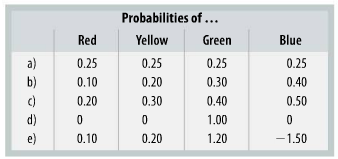 Probabilities of ...
Red Yellow Green Blue
a) 0.25 0.25 0.25 0.25
b) 0.10 0.20 0.30 0.40
c) 0.20 0.30 0.40 0.50
d) 0 0 1.00 0
e) 0.10 0.20 1.20 −1.50